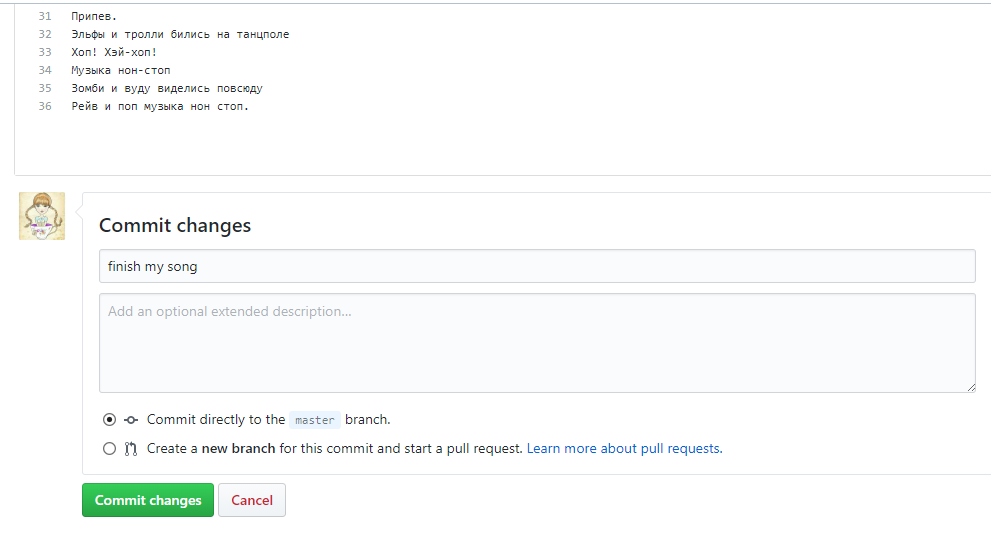 31 Припев.
32 Эльфы и тролли бились на танцполе
33 Хоп! Хэй-хоп!
34 Музыка нон-стоп
35 Зомби и вуду виделись повсюду
36 Рейв и поп музыка нон стоп.
Commit changes
finish my song
Add an optional extended description...
Commit directly to the master branch.
Create a new branch for this commit and start a pull request. Learn more about pull requests.
Commit changes Cancel